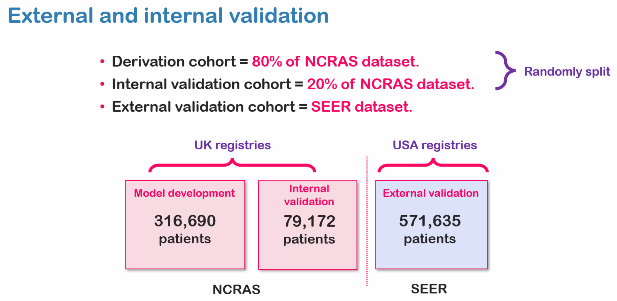 External and internal validation
• Derivation cohort = 80% of NCRAS dataset.
• Internal validation cohort = 20% of NCRAS dataset.
• External validation cohort = SEER dataset.
Randomly split
UK registries
USA registries
Model development
316,690
patients
Internal
validation
79,172
patients
External validation
571,635
patients
NCRAS
SEER